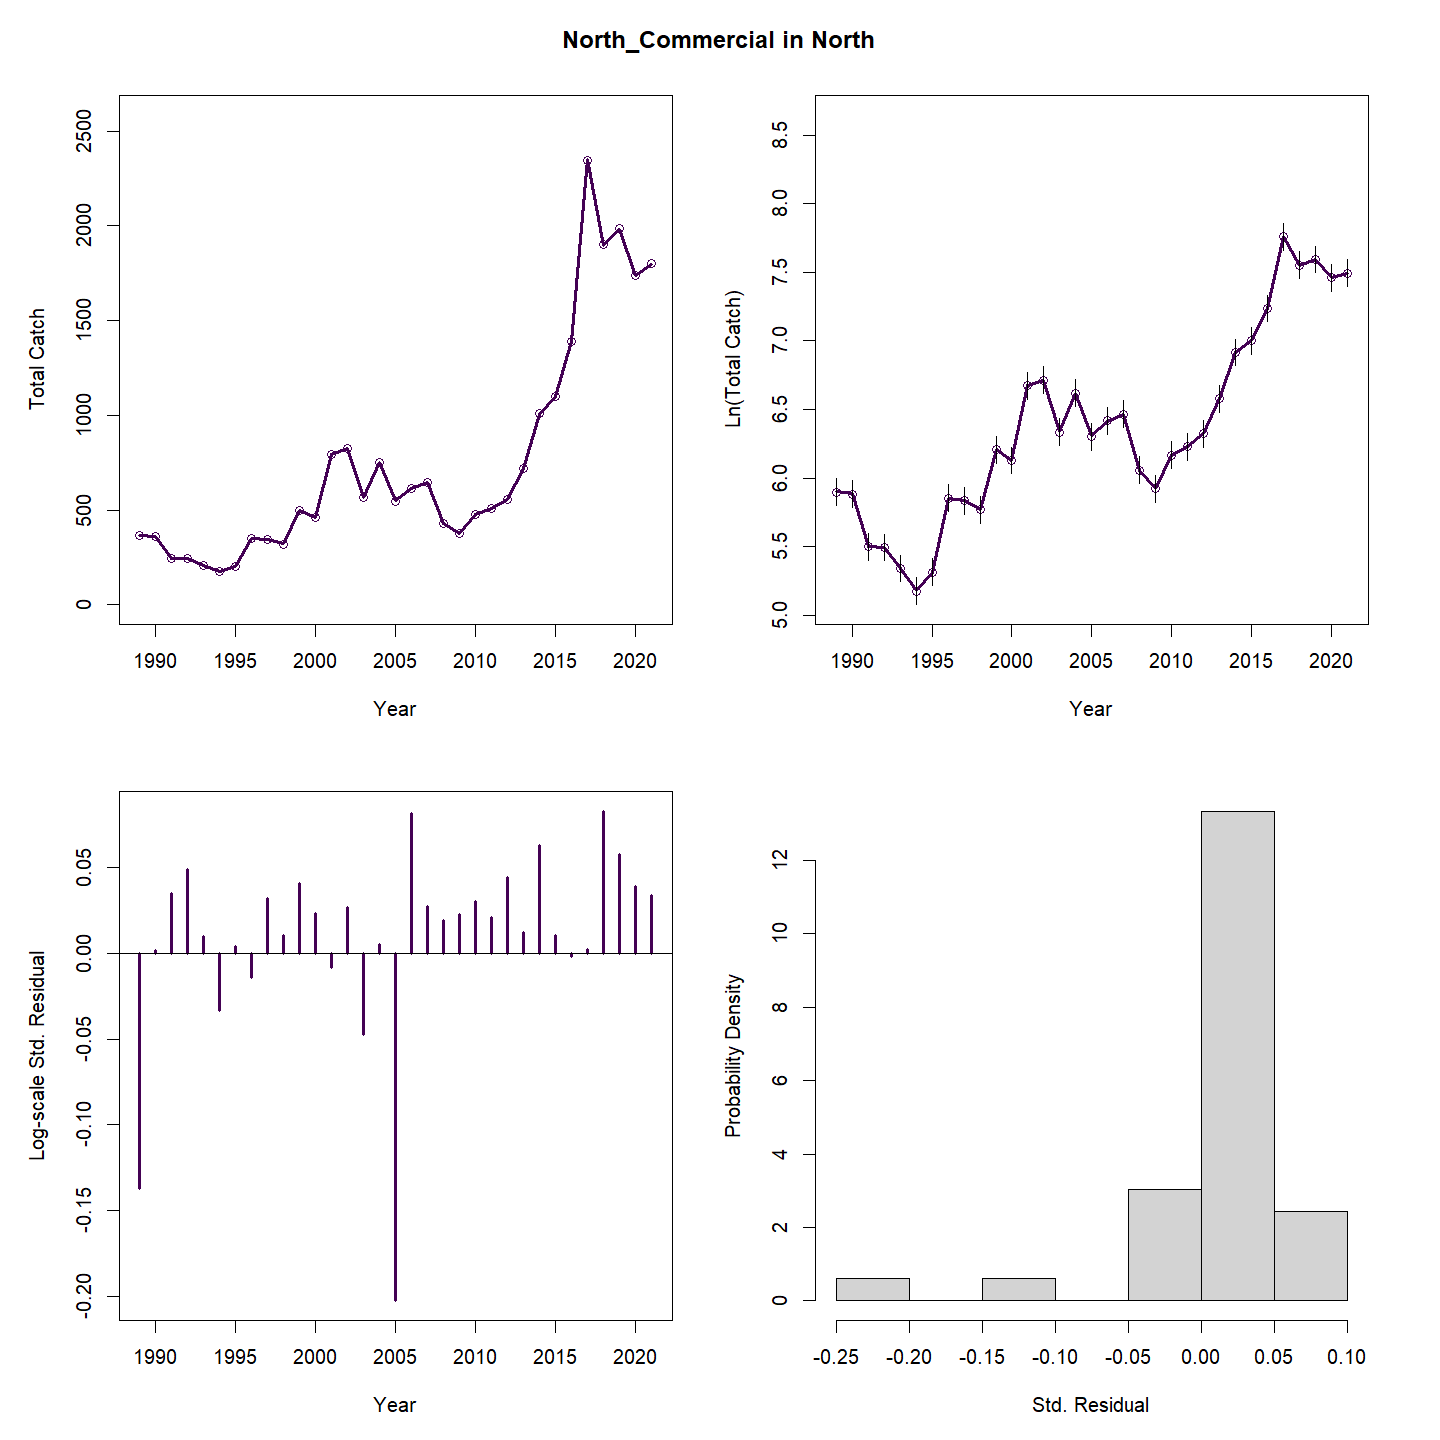 North_Commercial in North
Total Catch
0 500 1000 1500 2000 2500
1990 1995 2000 2005 2010 2015 2020
Year
Ln(Total Catch)
5.0 5.5 6.0 6.5 7.0 7.5 8.0 8.5
1990 1995 2000 2005 2010 2015 2020
Year
Log-scale Std. Residual
-0.20 -0.15 -0.10 -0.05 0.00 0.05
1990 1995 2000 2005 2010 2015 2020
Year
Probability Density
0 2 4 6 8 10 12
-0.25 -0.20 -0.15 -0.10 -0.05 0.00 0.05 0.10
Std. Residual